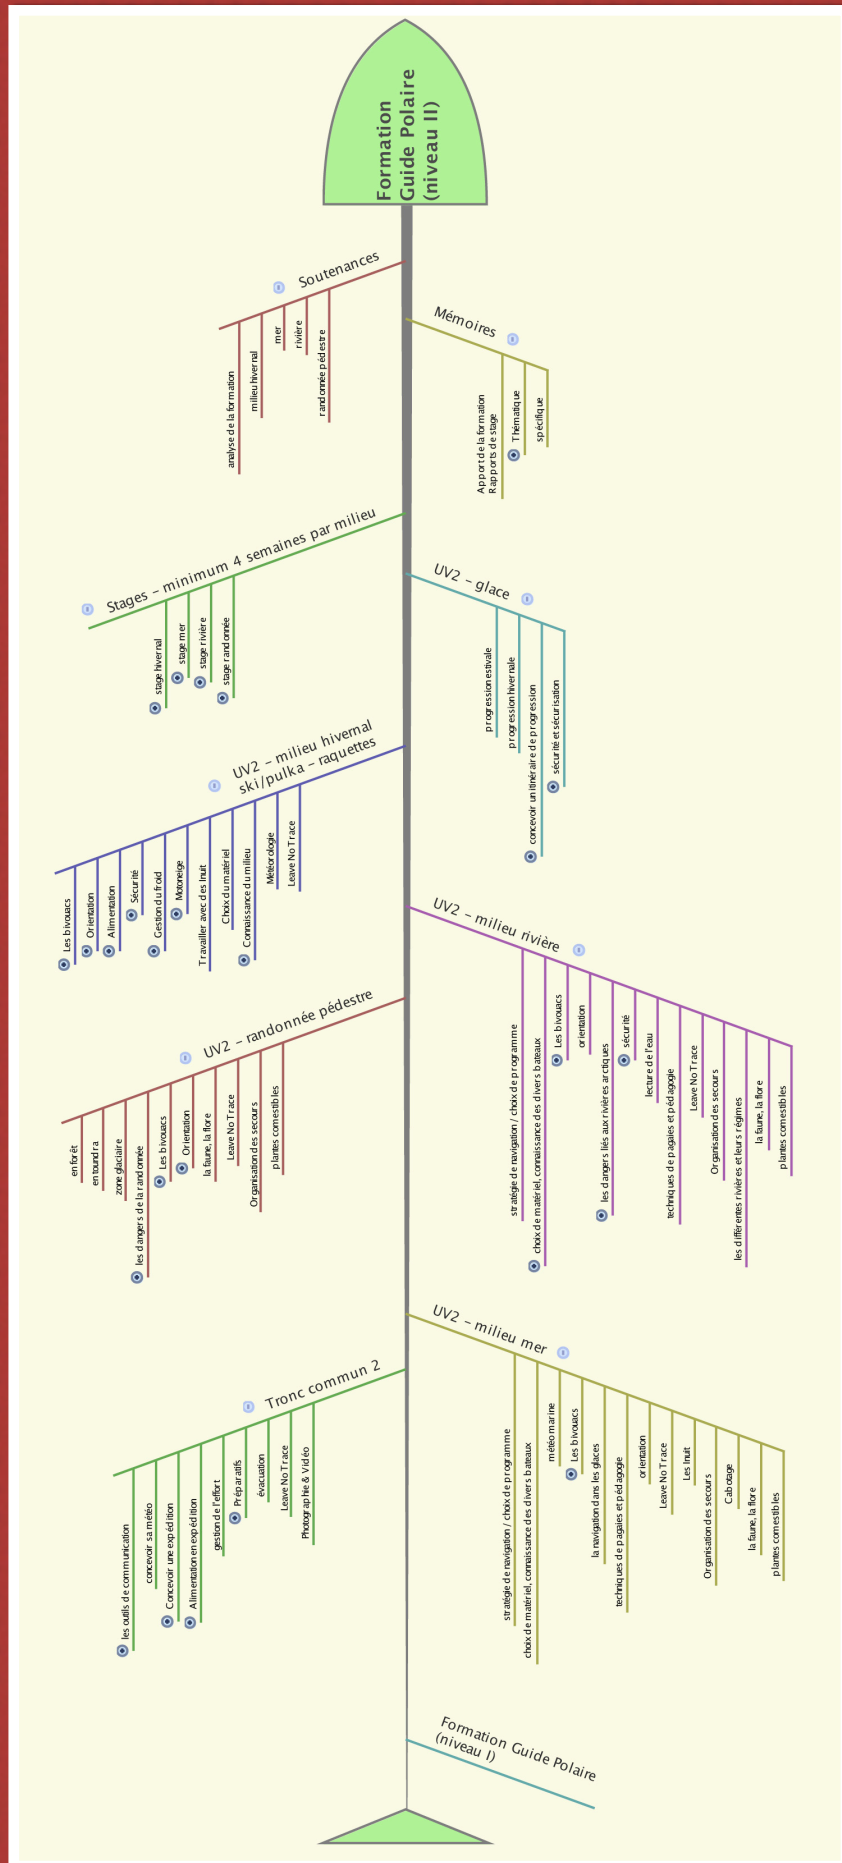 Formation
Guide Polaire
(niveau II)
Soutenances
analyse de la formation
milieu hivernal
mer
rivière
randonnée pédestre
Mémoires
Apport de la formation
Rapports de stage
Thématique
spécifique
Stages – minimum 4 semaines par milieu
stage hivernal
stage mer
stage rivière
stage randonnée
UV2 – glace
progression estivale
progression hivernale
concevoir un itinéraire de progression
sécurité et sécurisation
UV2 – milieu hivernal
ski/pulka – raquettes
Les bivouacs
Orientation
Alimentation
Sécurité
Gestion du froid
Motoneige
Travailler avec des Inuit
Choix du matériel
Connaissance du milieu
Météorologie
Leave No Trace
UV2 – milieu rivière
stratégie de navigation / choix de programme
choix de matériel, connaissance des divers bateaux
Les bivouacs
orientation
les dangers liés aux rivières arctiques
sécurité
lecture de l'eau
techniques de pagaies et pédagogie
Leave No Trace
Organisation des secours
les différentes rivières et leurs régimes
la faune, la flore
plantes comestibles
UV2 – randonnée pédestre
en forêt
en toundra
zone glaciaire
les dangers de la randonnée
Les bivouacs
Orientation
la faune, la flore
Leave No Trace
Organisation des secours
plantes comestibles
UV2 – milieu mer
stratégie de navigation / choix de programme
choix de matériel, connaissance des divers bateaux
météo marine
Les bivouacs
la navigation dans les glaces
techniques de pagaies et pédagogie
orientation
Leave No Trace
Les Inuit
Organisation des secours
Cabotage
la faune, la flore
plantes comestibles
Tronc commun 2
les outils de communication
concevoir sa météo
Concevoir une expédition
Alimentation en expédition
gestion de l'effort
Préparatifs
évacuation
Leave No Trace
Photographie & Vidéo
Formation Guide Polaire
(niveau I)